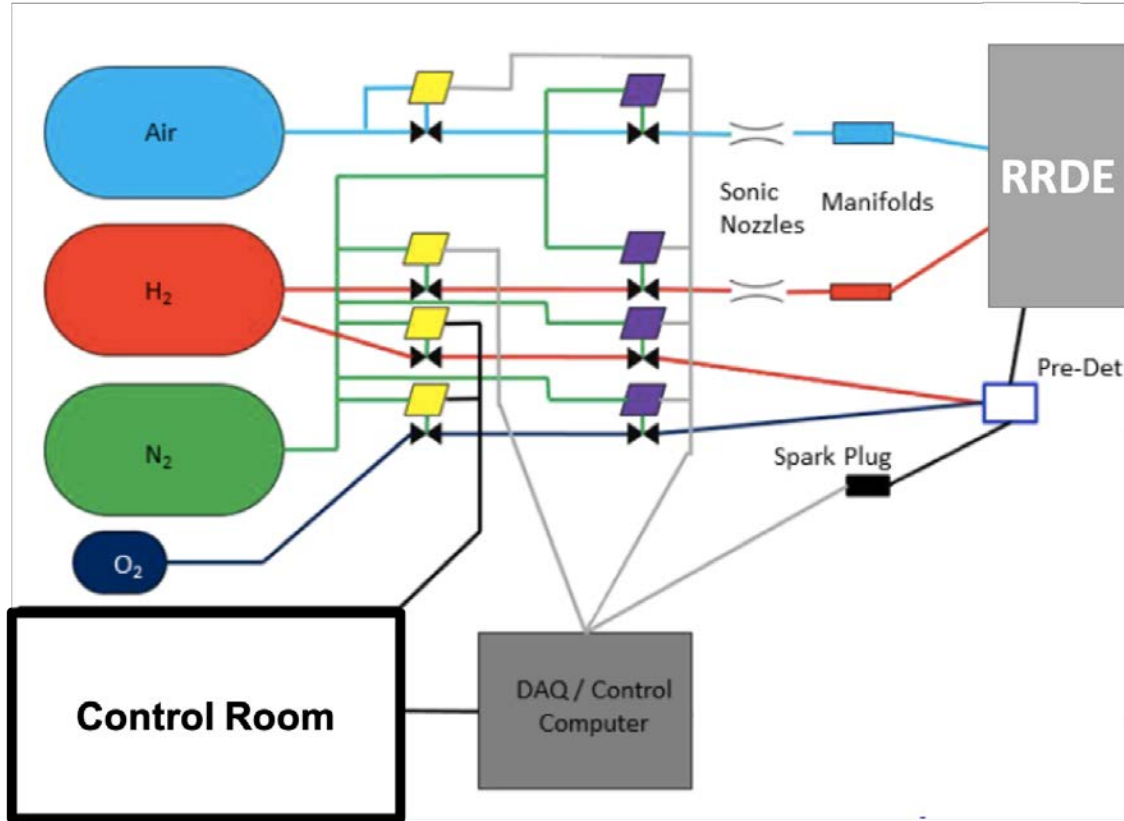 Air
RRDE
Sonic
Nozzles
Manifolds
H₂
Pre-Det
N₂
Spark Plug
O₂
Control Room
DAQ / Control
Computer